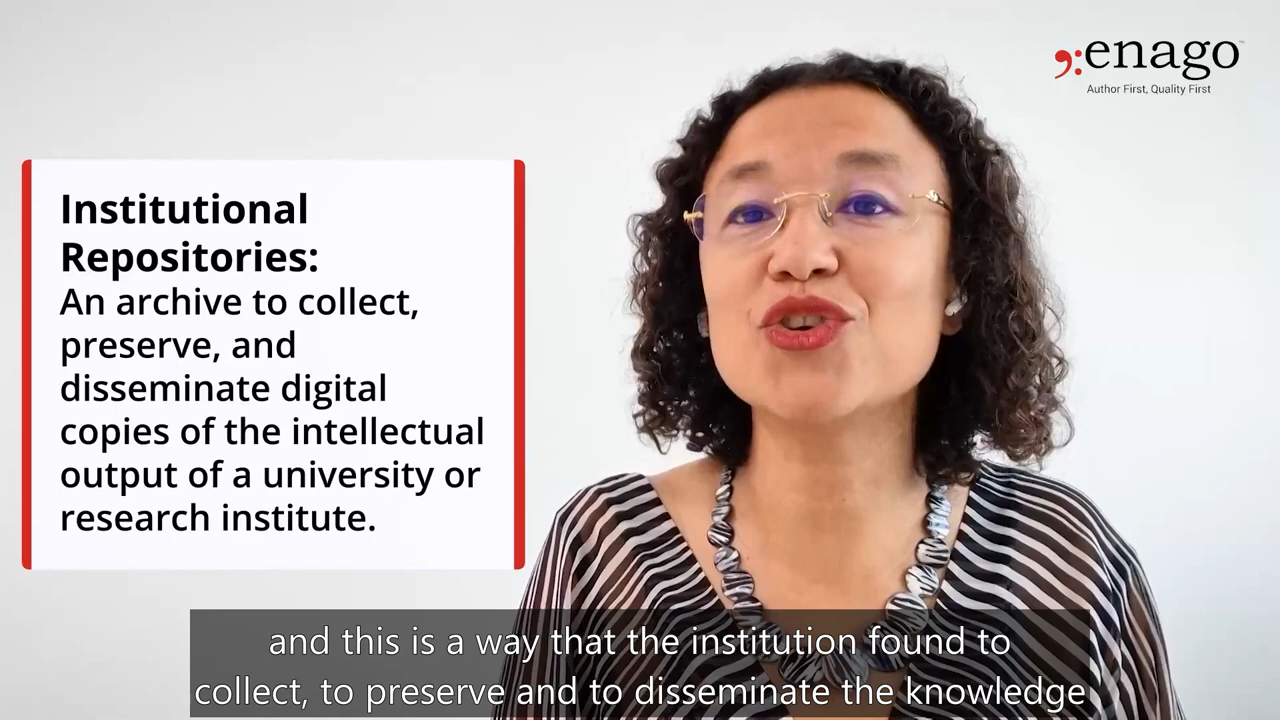 enago
Author First, Quality First
Institutional
Repositories:
An archive to collect,
preserve, and
disseminate digital
copies of the intellectual
output of a university or
research institute.
and this is a way that the institution found to
collect, to preserve and to disseminate the knowledge